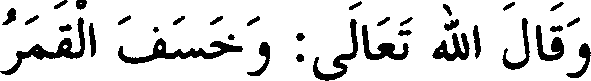 وَقَالَ اللهُ تَعَالَى: وَخَسَفَ الْقَمَرُ